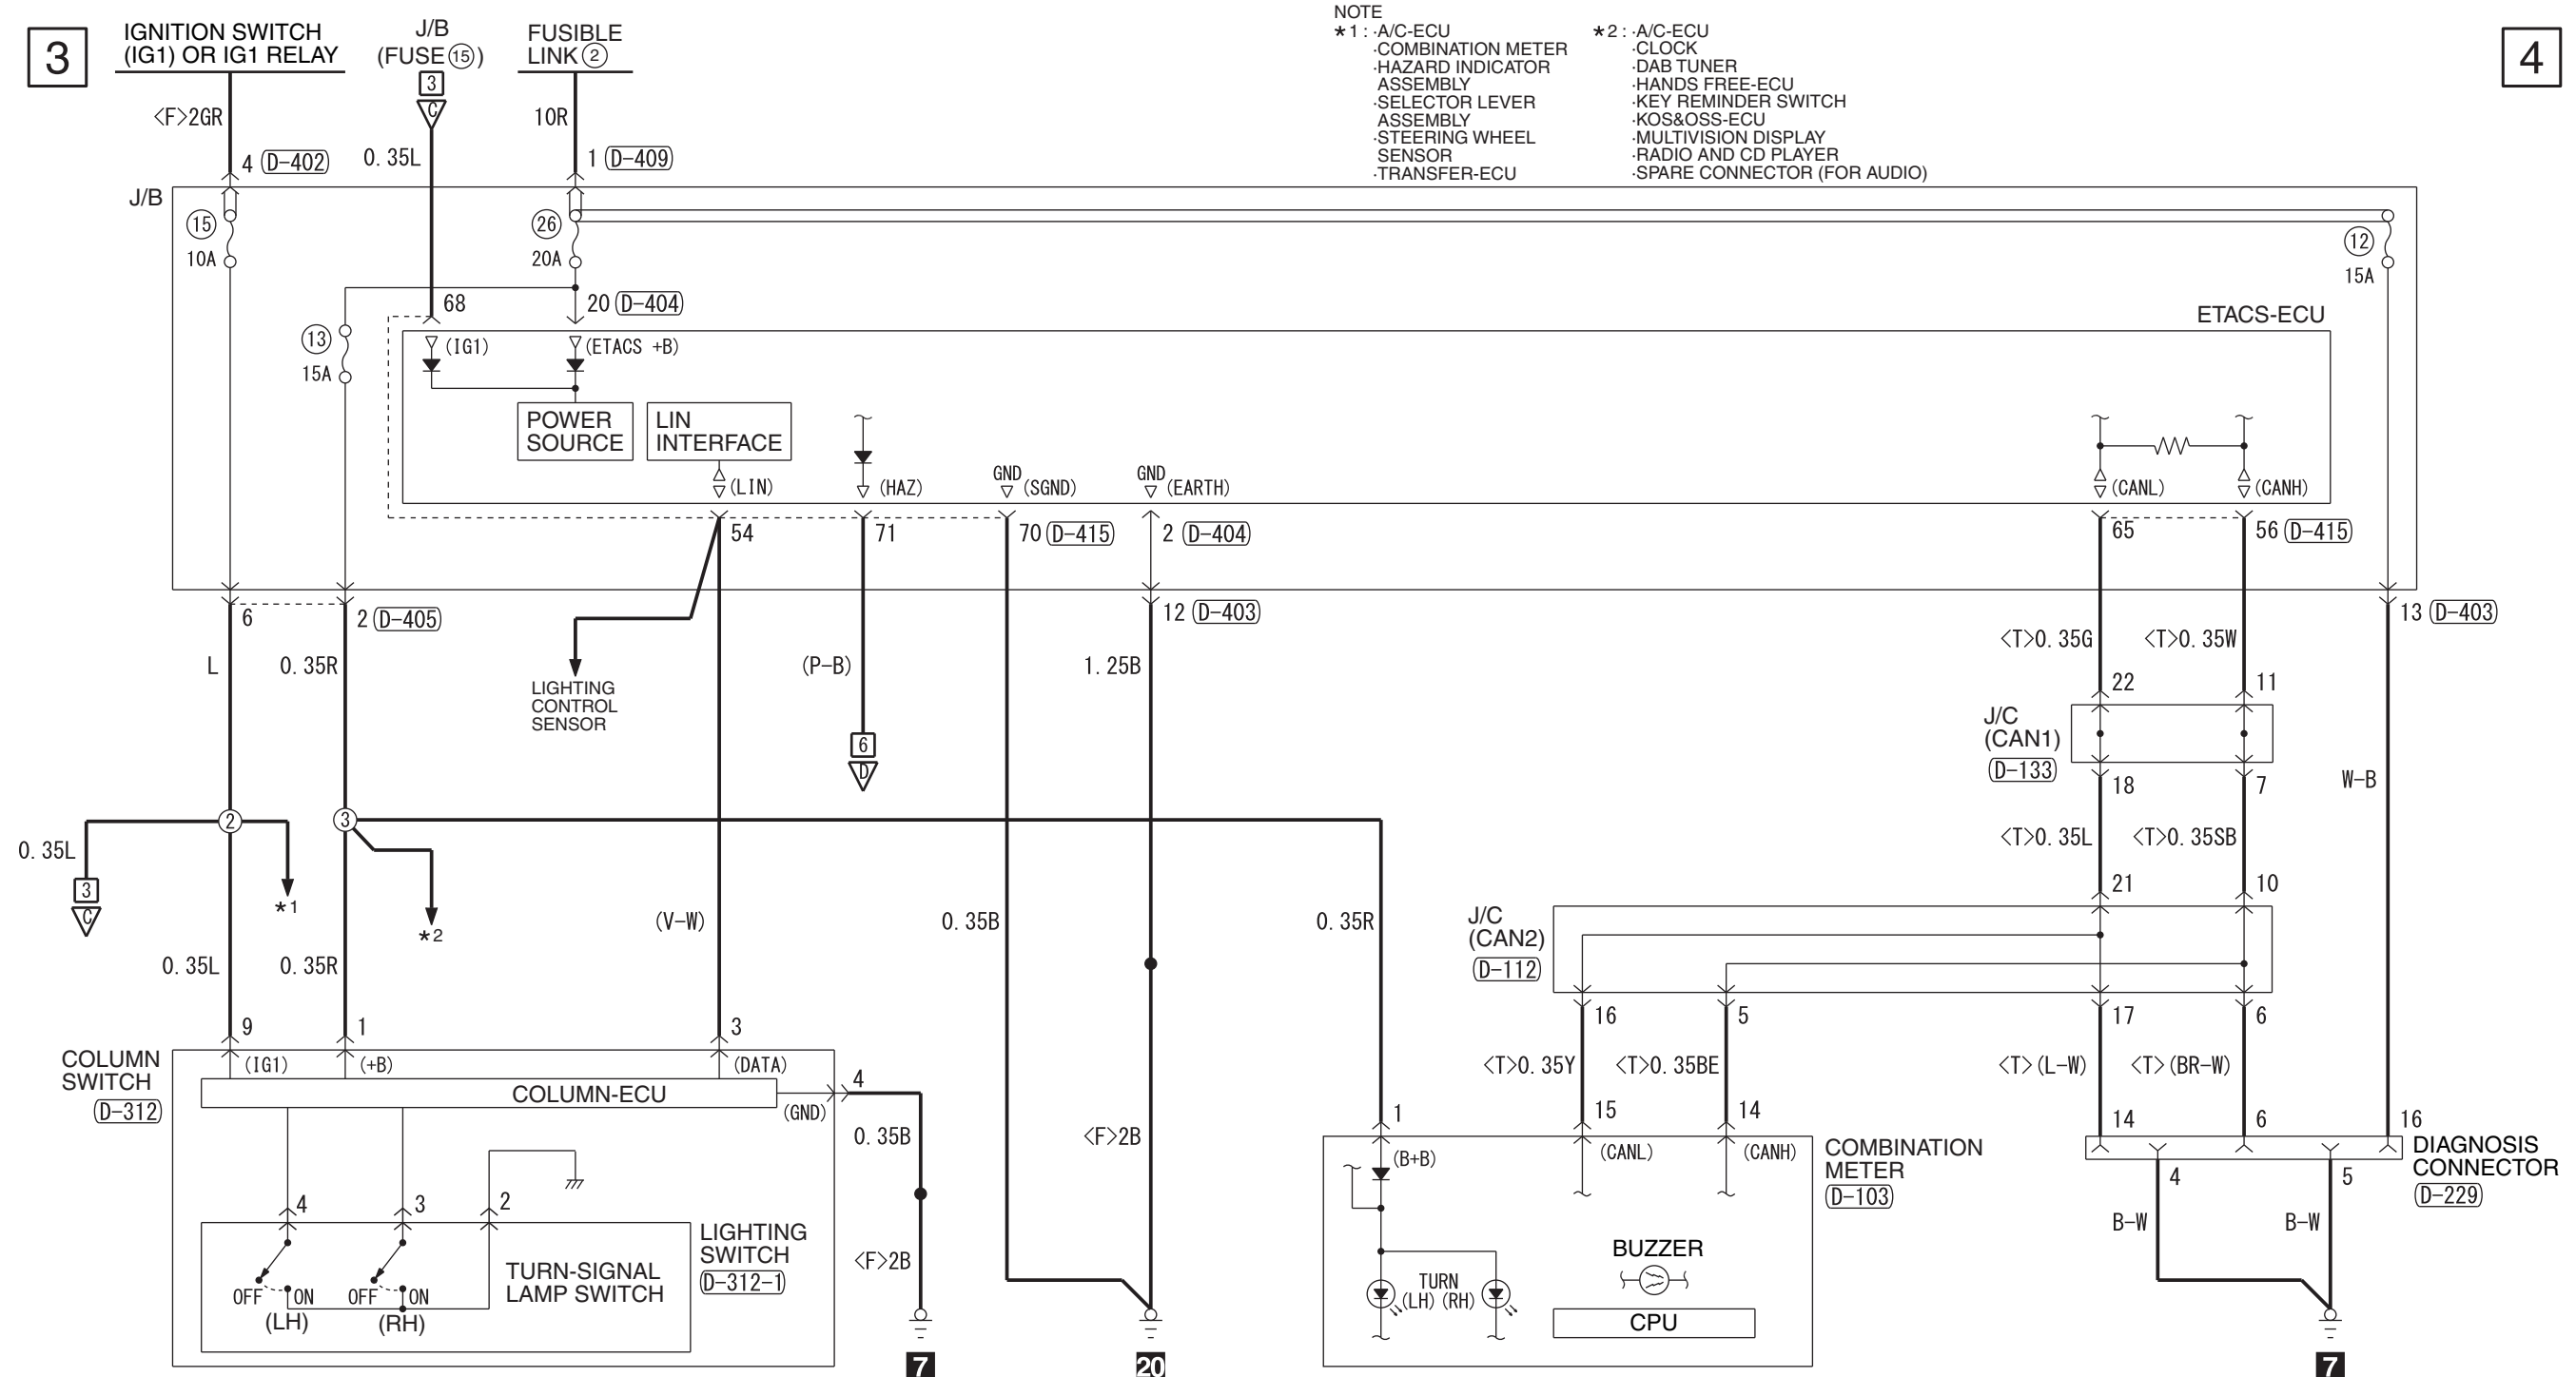 3
IGNITION SWITCH
(IG1) OR IG1 RELAY
J/B
(FUSE 15)
3
C
FUSIBLE
LINK 2
NOTE
*1 : ·A/C-ECU
·COMBINATION METER
·HAZARD INDICATOR
ASSEMBLY
·SELECTOR LEVER
ASSEMBLY
·STEERING WHEEL
SENSOR
·TRANSFER-ECU
*2 : ·A/C-ECU
·CLOCK
·DAB TUNER
·HANDS FREE-ECU
·KEY REMINDER SWITCH
·KOS&OSS-ECU
·MULTIVISION DISPLAY
·RADIO AND CD PLAYER
·SPARE CONNECTOR (FOR AUDIO)
4
<F>2GR
10R
4 D-402
0.35L
1 D-409
J/B
15
10A
26
20A
12
15A
68
20 D-404
ETACS-ECU
13
15A
(IG1)
(ETACS +B)
POWER
SOURCE
LIN
INTERFACE
(LIN)
(HAZ)
GND
(SGND)
GND
(EARTH)
(CANL)
(CANH)
54
71
70 D-415
2 D-404
65
56 D-415
6
2 D-405
12 D-403
13 D-403
L
0.35R
LIGHTING
CONTROL
SENSOR
(P-B)
1.25B
<T>0.35G
<T>0.35W
22
11
6
D
J/C
(CAN1)
D-133
W-B
18
7
2
3
0.35L
3
C
*1
*2
<T>0.35L
<T>0.35SB
21
10
J/C
(CAN2)
D-112
(V-W)
0.35B
0.35R
0.35L
0.35R
16
5
17
6
9
1
3
COLUMN
SWITCH
D-312
(IG1)
(+B)
(DATA)
COLUMN-ECU
4
(GND)
0.35B
<F>2B
<T>0.35Y
<T>0.35BE
<T>(L-W)
<T>(BR-W)
1
15
14
14
6
16
(B+B)
(CANL)
(CANH)
COMBINATION
METER
D-103
DIAGNOSIS
CONNECTOR
D-229
4
5
B-W
B-W
4
3
2
LIGHTING
SWITCH
D-312-1
TURN-SIGNAL
LAMP SWITCH
OFF
ON
OFF
ON
(LH)
(RH)
<F>2B
TURN
(LH)
(RH)
BUZZER
CPU
7
20
7